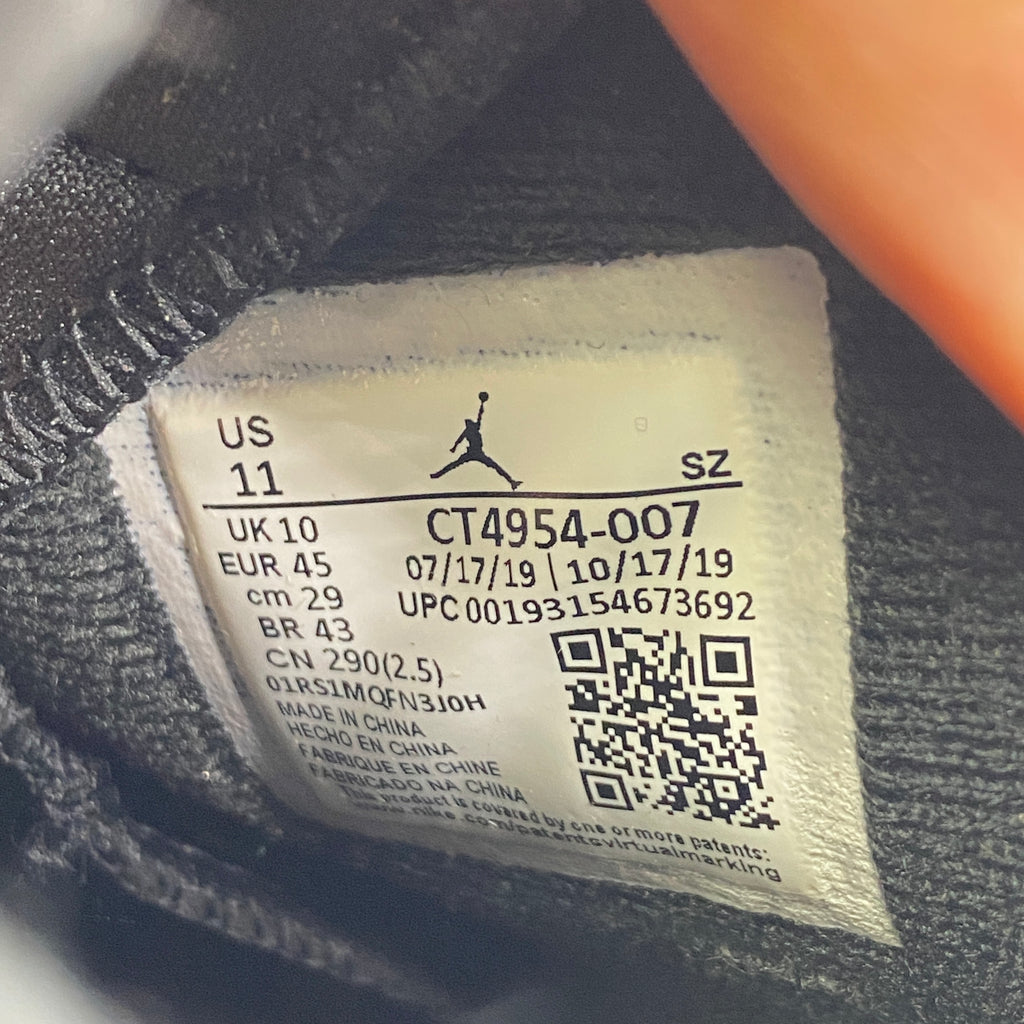 US
11
SZ
UK 10
EUR 45
cm 29
BR 43
CN 290(2.5)
01RS1MQFN3J0H
CT4954-007
07/17/19 | 10/17/19
UPC 00193154673692
MADE IN CHINA
HECHO EN CHINA
FABRIQUE EN CHINE
FABRICADO NA CHINA
This product is covered by one or more patents:
www.nike.com/patentsvirtualmarking